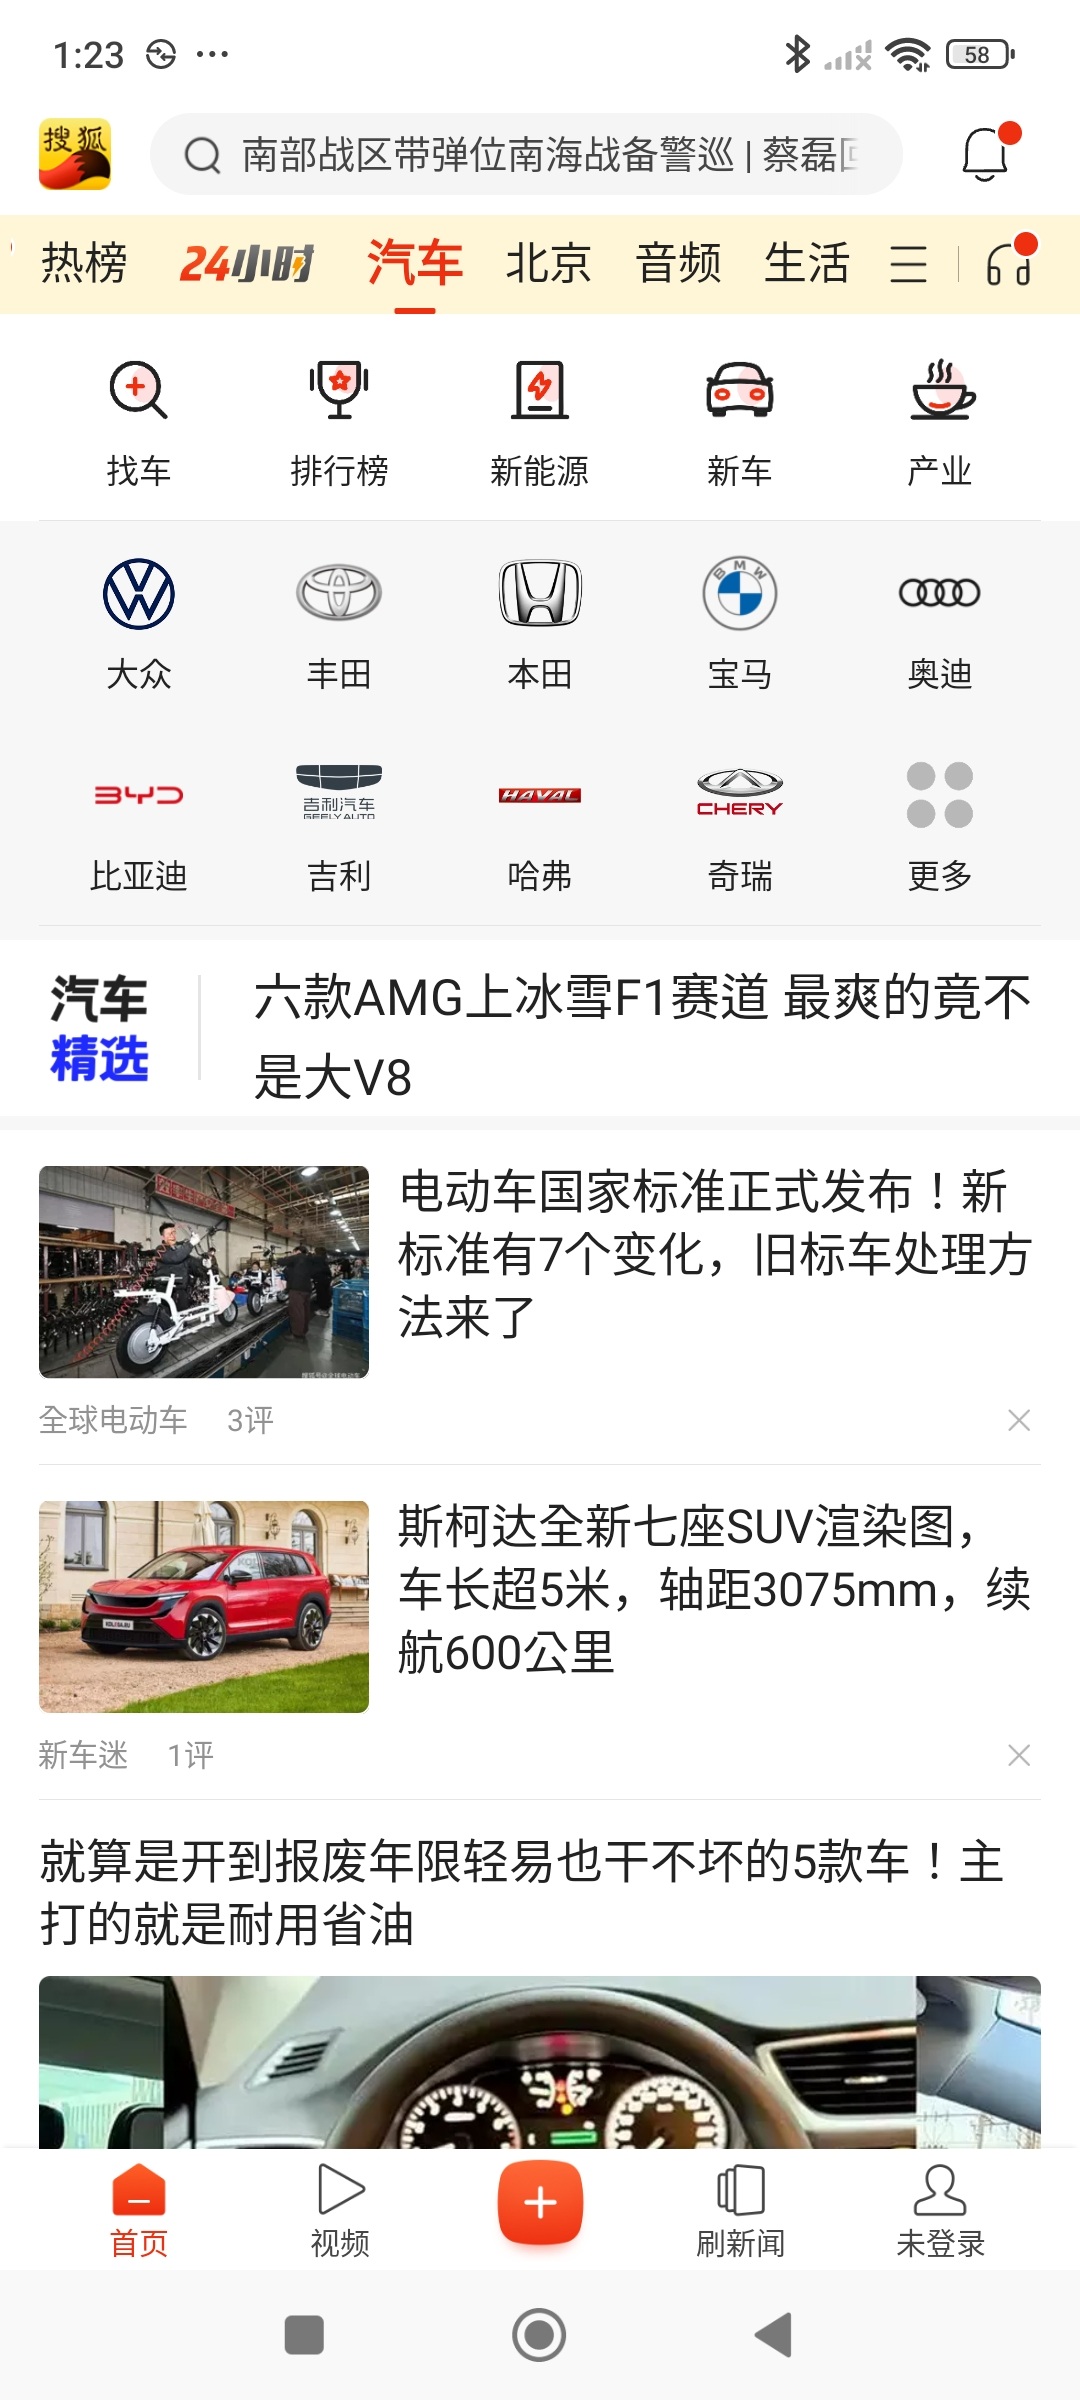 1:23
58
搜狐
南部战区带弹位南海战备警巡 | 蔡磊
热榜 24小时 汽车 北京 音频 生活
找车 排行榜 新能源 新车 产业
BMW
大众 丰田 本田 宝马 奥迪
BYD 吉利汽车 GEELY AUTO HAVAL CHERY
比亚迪 吉利 哈弗 奇瑞 更多
汽车
精选
六款AMG上冰雪F1赛道 最爽的竟不
是大V8
电动车国家标准正式发布！新
标准有7个变化，旧标车处理方
法来了
全球电动车 3评
斯柯达全新七座SUV渲染图，
车长超5米，轴距3075mm，续
航600公里
新车迷 1评
就算是开到报废年限轻易也干不坏的5款车！主
打的就是耐用省油
首页 视频 刷新闻 未登录